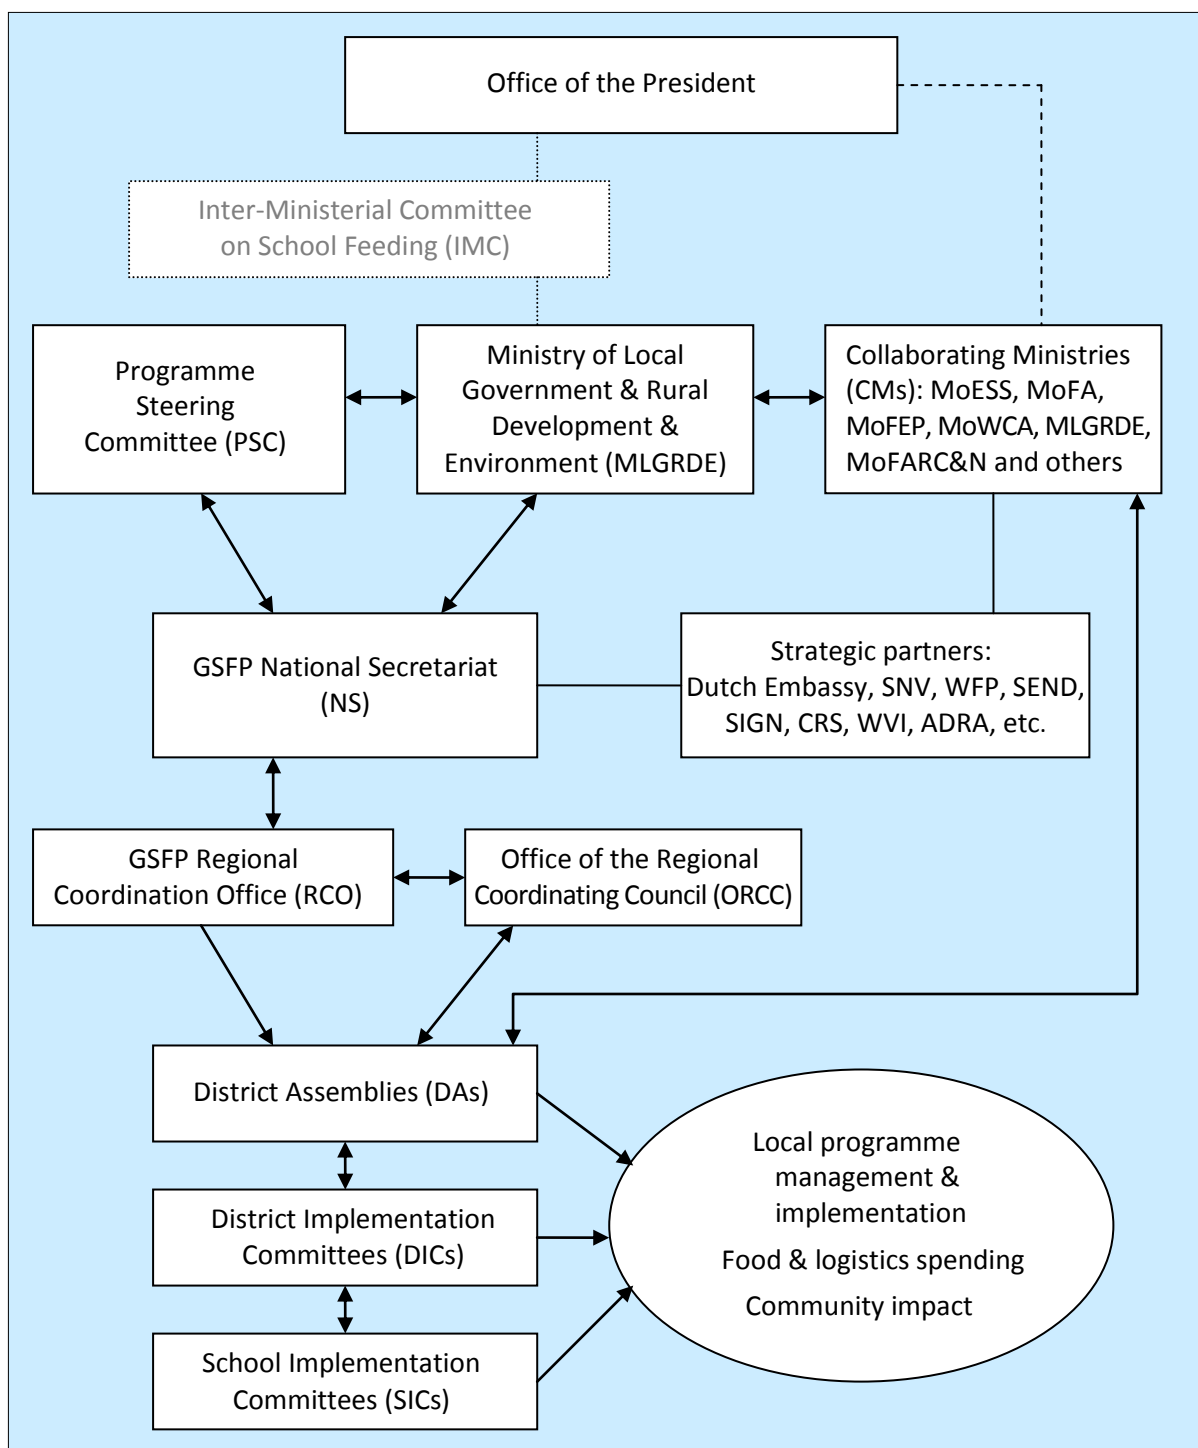 Office of the President
Inter-Ministerial Committee
on School Feeding (IMC)
Programme
Steering
Committee (PSC)
Ministry of Local
Government & Rural
Development &
Environment (MLGRDE)
Collaborating Ministries
(CMs): MoESS, MoFA,
MoFEP, MoWCA, MLGRDE,
MoFARC&N and others
GSFP National Secretariat
(NS)
Strategic partners:
Dutch Embassy, SNV, WFP, SEND,
SIGN, CRS, WVI, ADRA, etc.
GSFP Regional
Coordination Office (RCO)
Office of the Regional
Coordinating Council (ORCC)
District Assemblies (DAs)
Local programme
management &
implementation
Food & logistics spending
Community impact
District Implementation
Committees (DICs)
School Implementation
Committees (SICs)